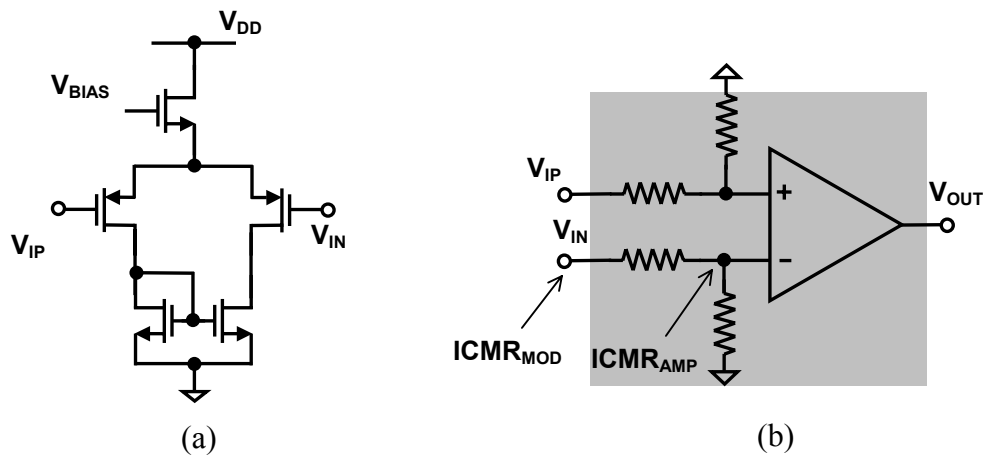 V_DD
V_BIAS
V_IP
V_IN
(a)
V_IP
V_IN
+
−
V_OUT
ICMR_MOD
ICMR_AMP
(b)